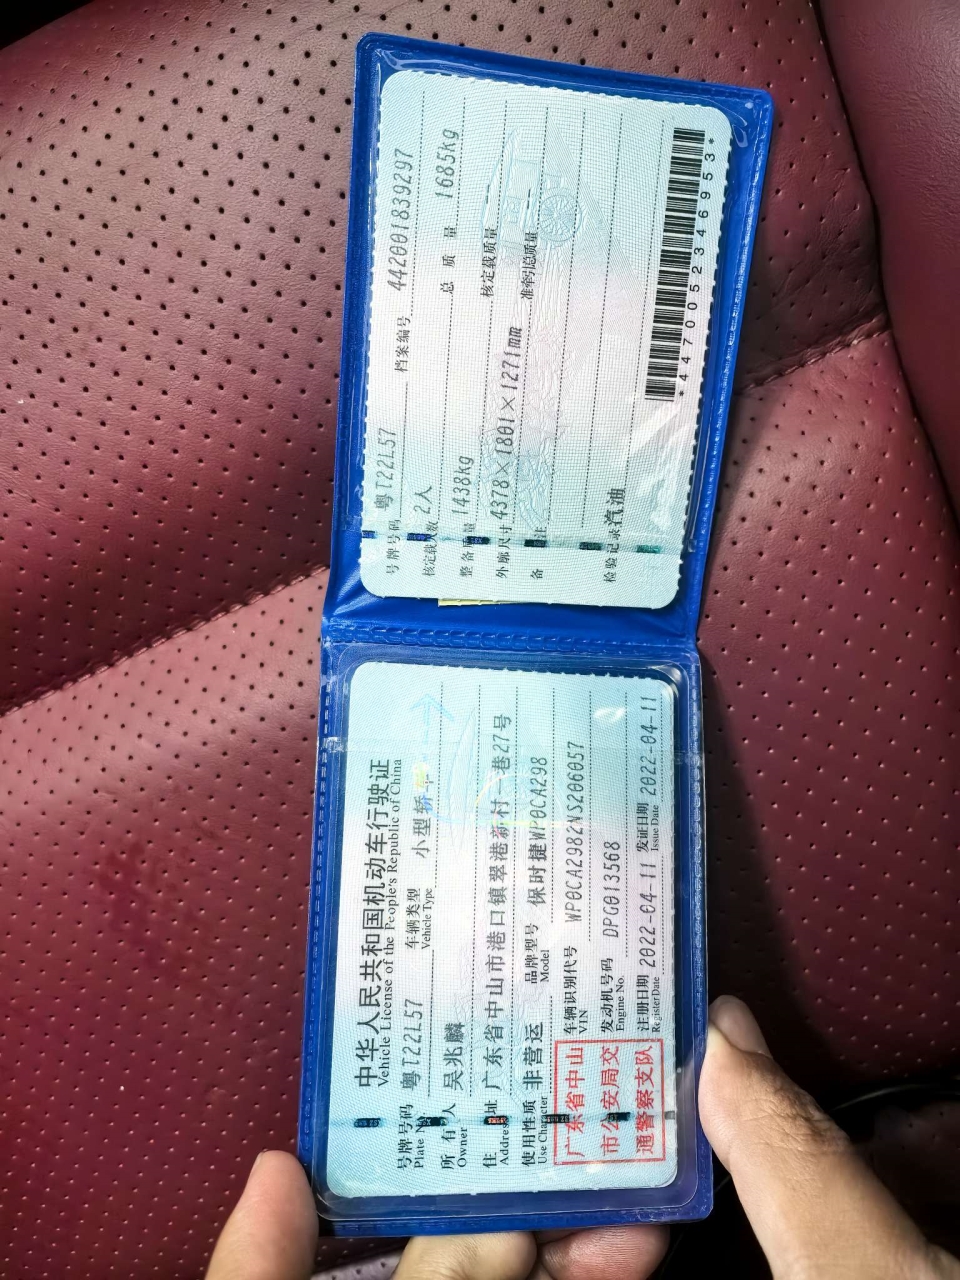 中华人民共和国机动车行驶证
Vehicle License of the People's Republic of China
号牌号码 粤T22L57 车辆类型 小型轿车
Plate No. Vehicle Type
所有人 吴兆麟
Owner
住址 广东省中山市港口镇翠港新村一巷27号
Address
使用性质 非营运 品牌型号 保时捷WP0CA298
Use Character Model
广东省中山
市公安局交
通警察支队
车辆识别代号 WP0CA2982NS206057
VIN
发动机号码 DPG013568
Engine No.
注册日期 2022-04-11 发证日期 2022-04-11
Register Date Issue Date
号牌号码 粤T22L57 档案编号 442001839297
核定载人数 2人 总质量 1685kg
整备质量 1438kg 核定载质量
外廓尺寸 4378×1801×1271mm 准牵引总质量
备注
检验记录 汽油
*4470052346953*